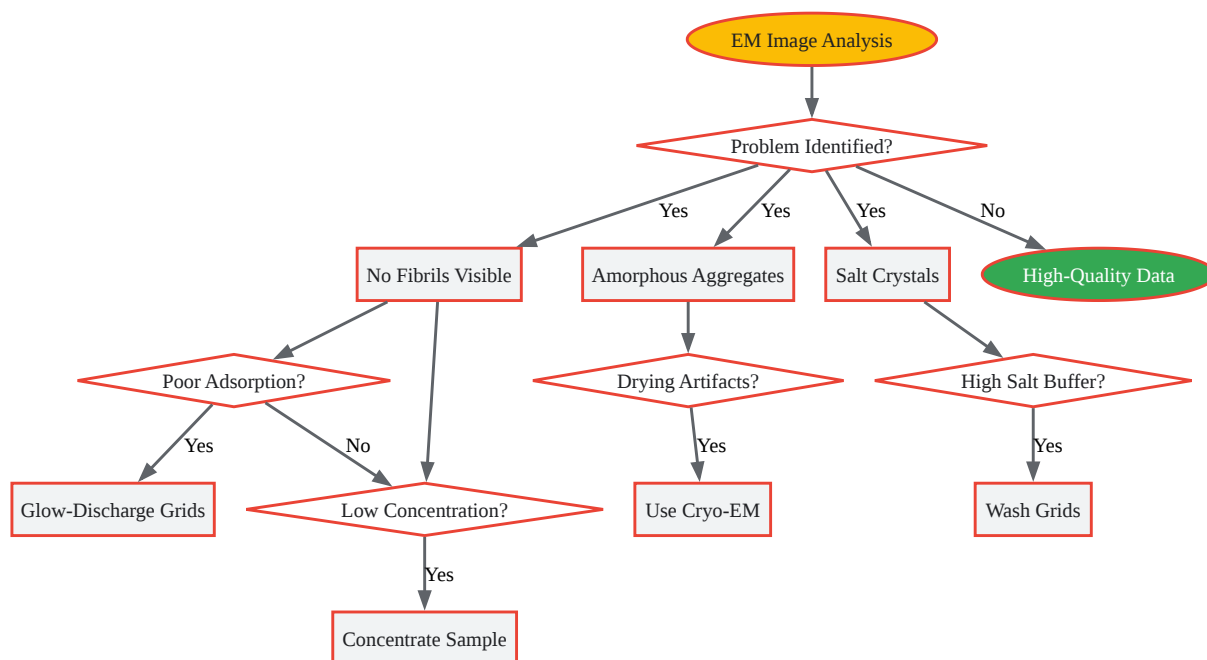 EM Image Analysis
Problem Identified?
Yes
Yes
Yes
No
No Fibrils Visible
Amorphous Aggregates
Salt Crystals
High-Quality Data
Poor Adsorption?
Drying Artifacts?
High Salt Buffer?
Yes
No
Yes
Yes
Glow-Discharge Grids
Low Concentration?
Use Cryo-EM
Wash Grids
Yes
Concentrate Sample